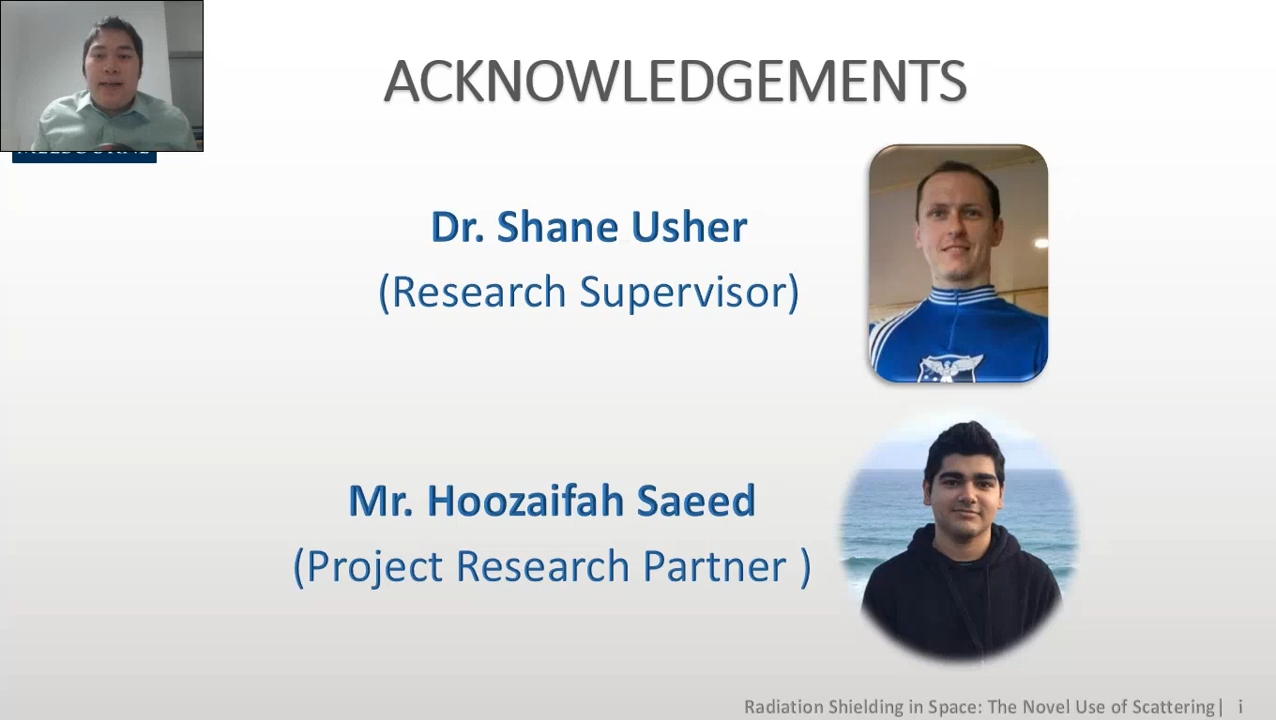 ACKNOWLEDGEMENTS
Dr. Shane Usher
(Research Supervisor)
Mr. Hoozaifah Saeed
(Project Research Partner )
Radiation Shielding in Space: The Novel Use of Scattering| i